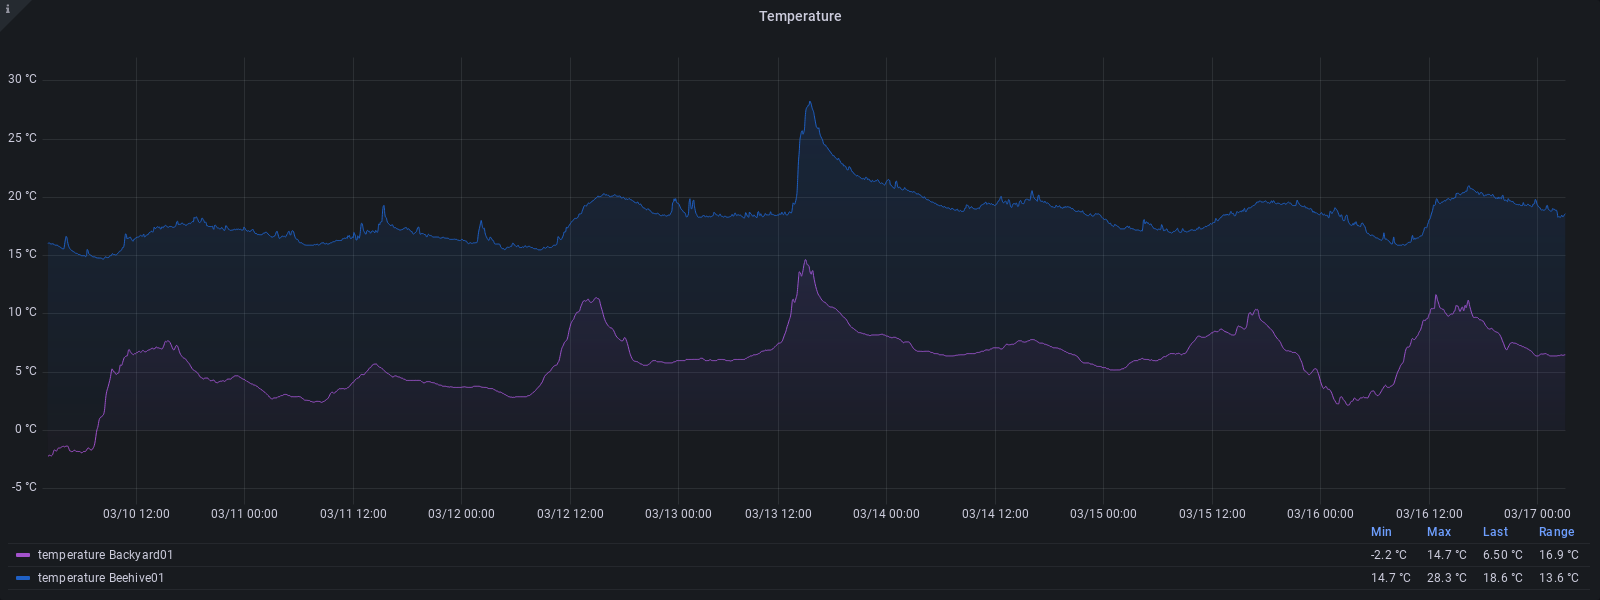 i
Temperature
30 °C
25 °C
20 °C
15 °C
10 °C
5 °C
0 °C
-5 °C
03/10 12:00 03/11 00:00 03/11 12:00 03/12 00:00 03/12 12:00 03/13 00:00 03/13 12:00 03/14 00:00 03/14 12:00 03/15 00:00 03/15 12:00 03/16 00:00 03/16 12:00 03/17 00:00
Min Max Last Range
temperature Backyard01 -2.2 °C 14.7 °C 6.50 °C 16.9 °C
temperature Beehive01 14.7 °C 28.3 °C 18.6 °C 13.6 °C